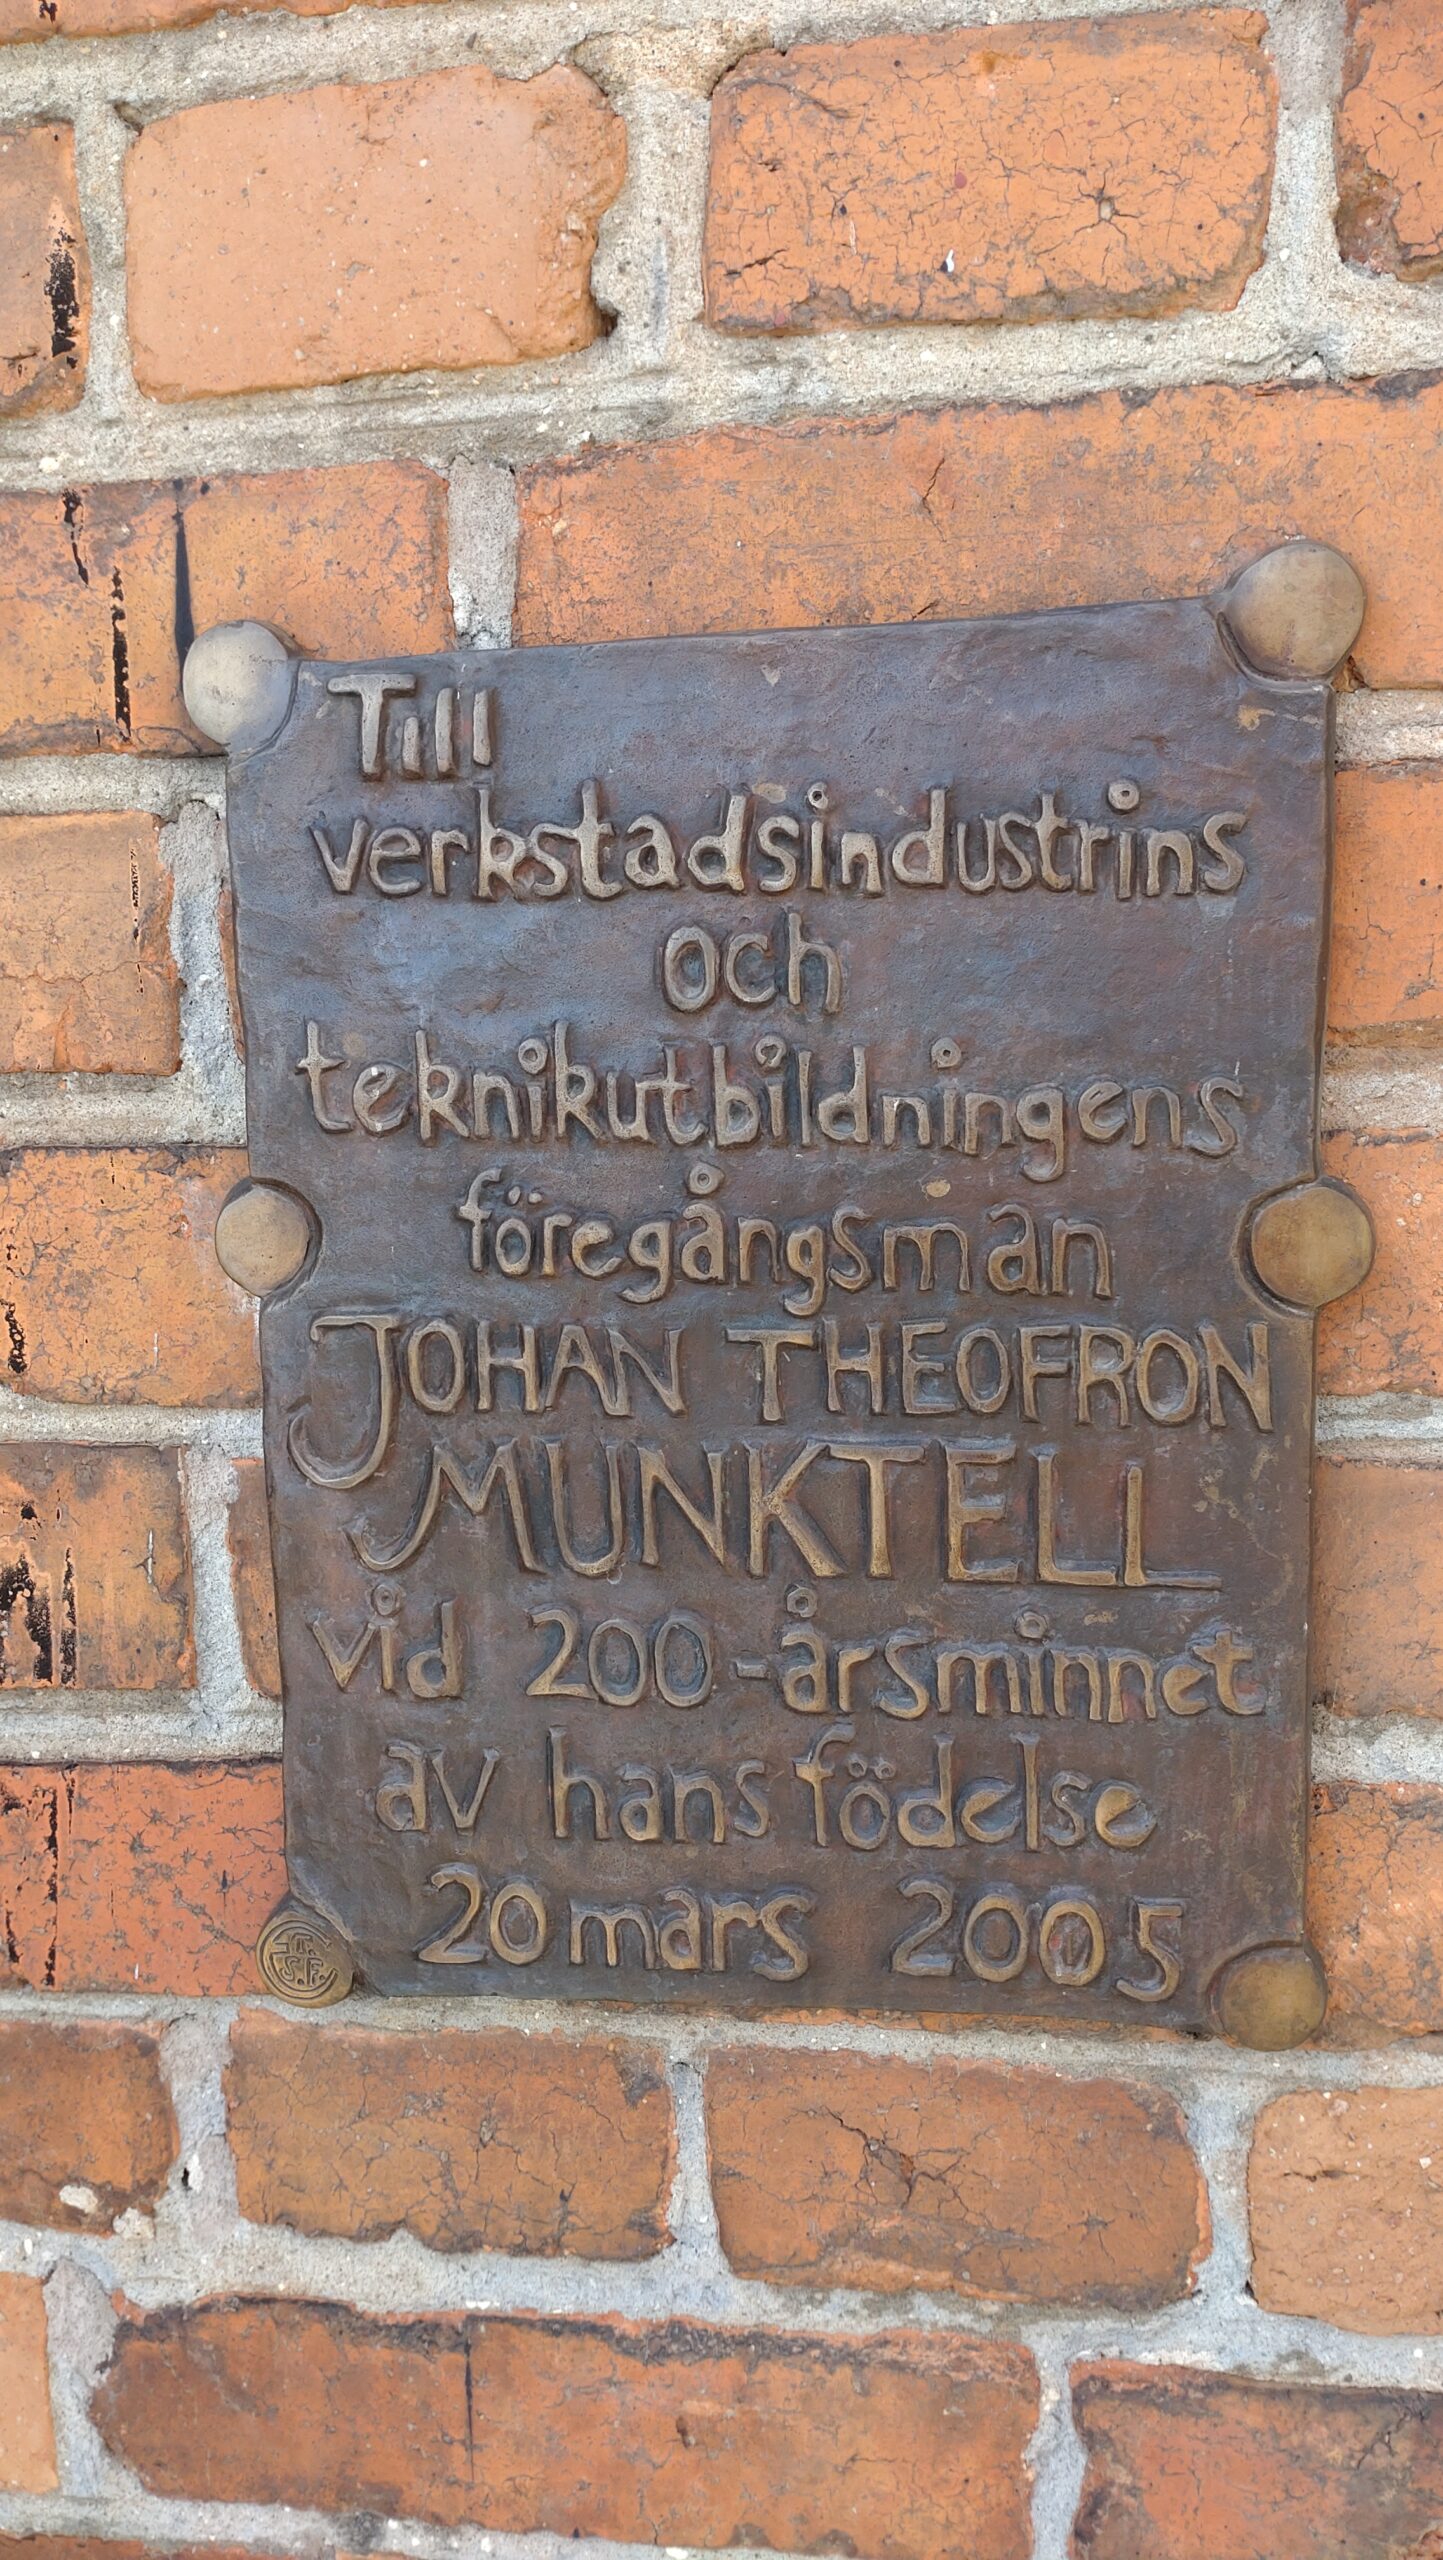 Till
verkstadsindustrins
och
teknikutbildningens
föregångsman
JOHAN THEOFRON
MUNKTELL
vid 200-årsminnet
av hans födelse
20 mars 2005